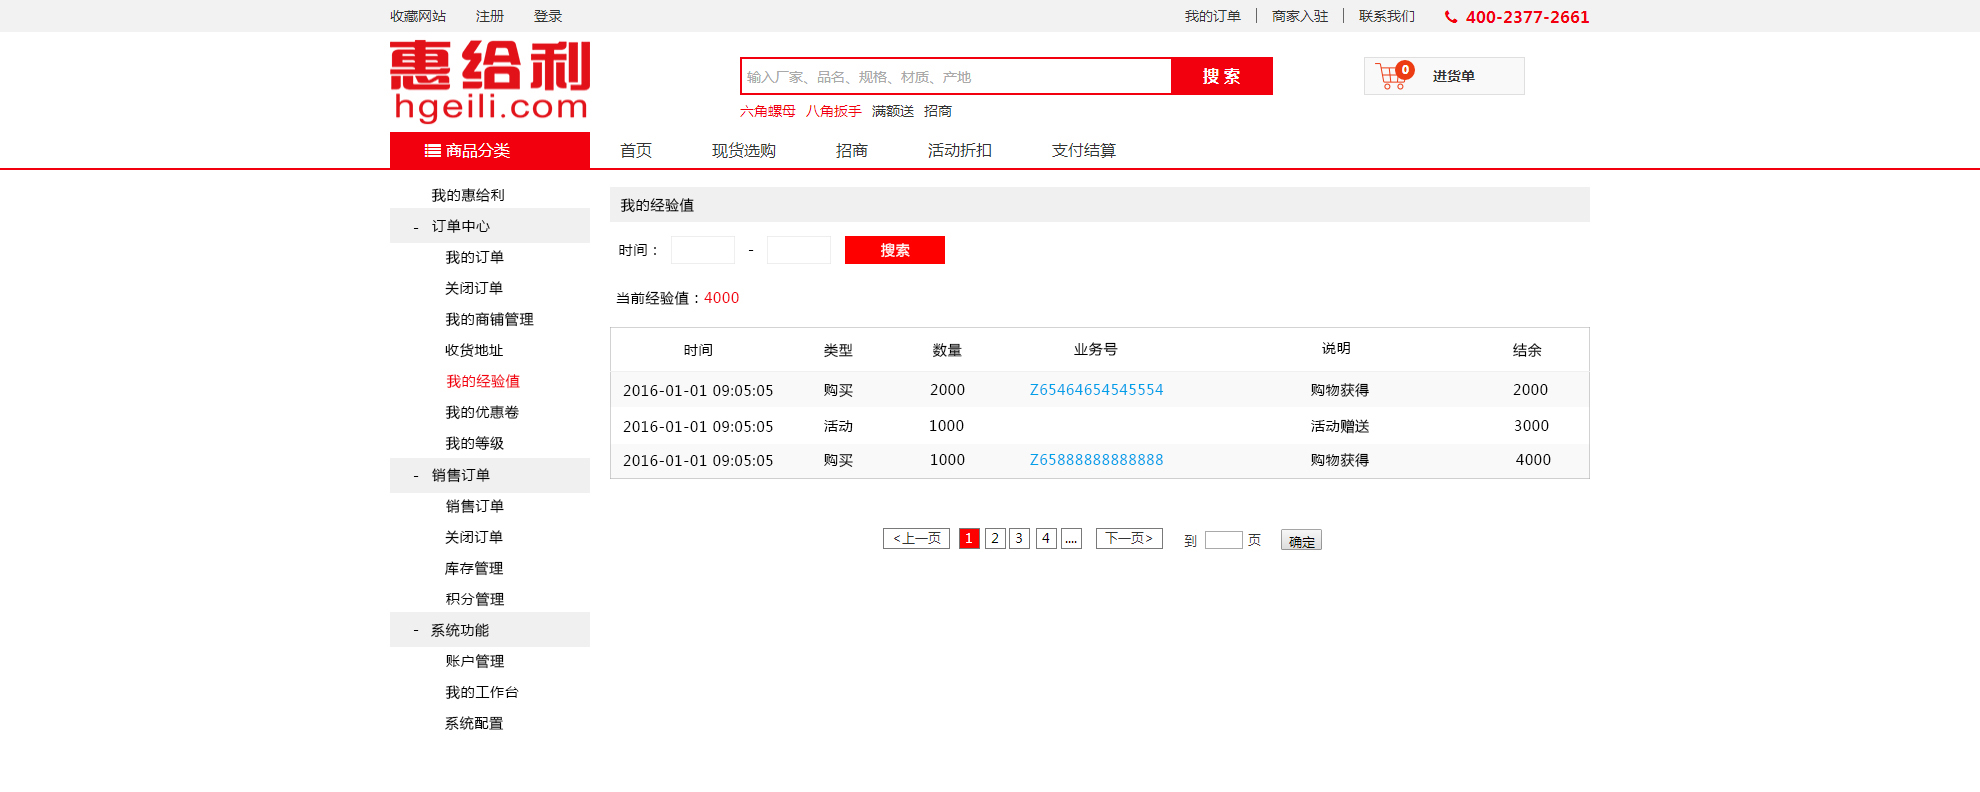 收藏网站 注册 登录 我的订单 商家入驻 联系我们 400-2377-2661
惠给利
hgeili.com
输入厂家、品名、规格、材质、产地 搜 索 0 进货单
六角螺母 八角扳手 满额送 招商
商品分类 首页 现货选购 招商 活动折扣 支付结算
我的惠给利
- 订单中心
我的订单
关闭订单
我的商铺管理
收货地址
我的经验值
我的优惠卷
我的等级
- 销售订单
销售订单
关闭订单
库存管理
积分管理
- 系统功能
账户管理
我的工作台
系统配置
我的经验值
时间： - 搜索
当前经验值：4000
时间 类型 数量 业务号 说明 结余
2016-01-01 09:05:05 购买 2000 Z65464654545554 购物获得 2000
2016-01-01 09:05:05 活动 1000 活动赠送 3000
2016-01-01 09:05:05 购买 1000 Z65888888888888 购物获得 4000
<上一页 1 2 3 4 .... 下一页> 到 页 确定